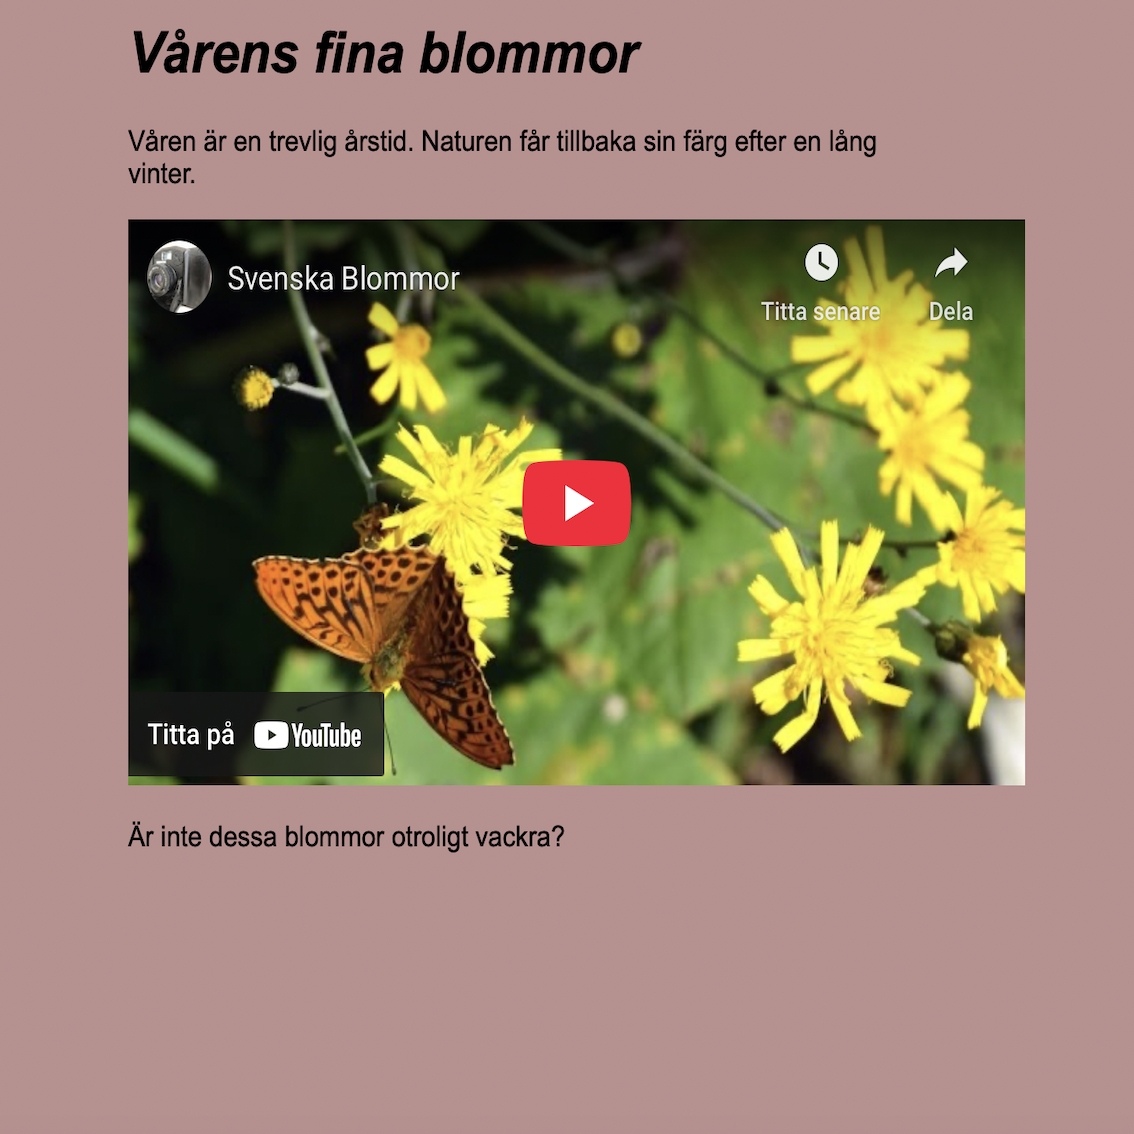 Vårens fina blommor
Våren är en trevlig årstid. Naturen får tillbaka sin färg efter en lång
vinter.
Svenska Blommor
Titta senare
Dela
Titta på YouTube
Är inte dessa blommor otroligt vackra?